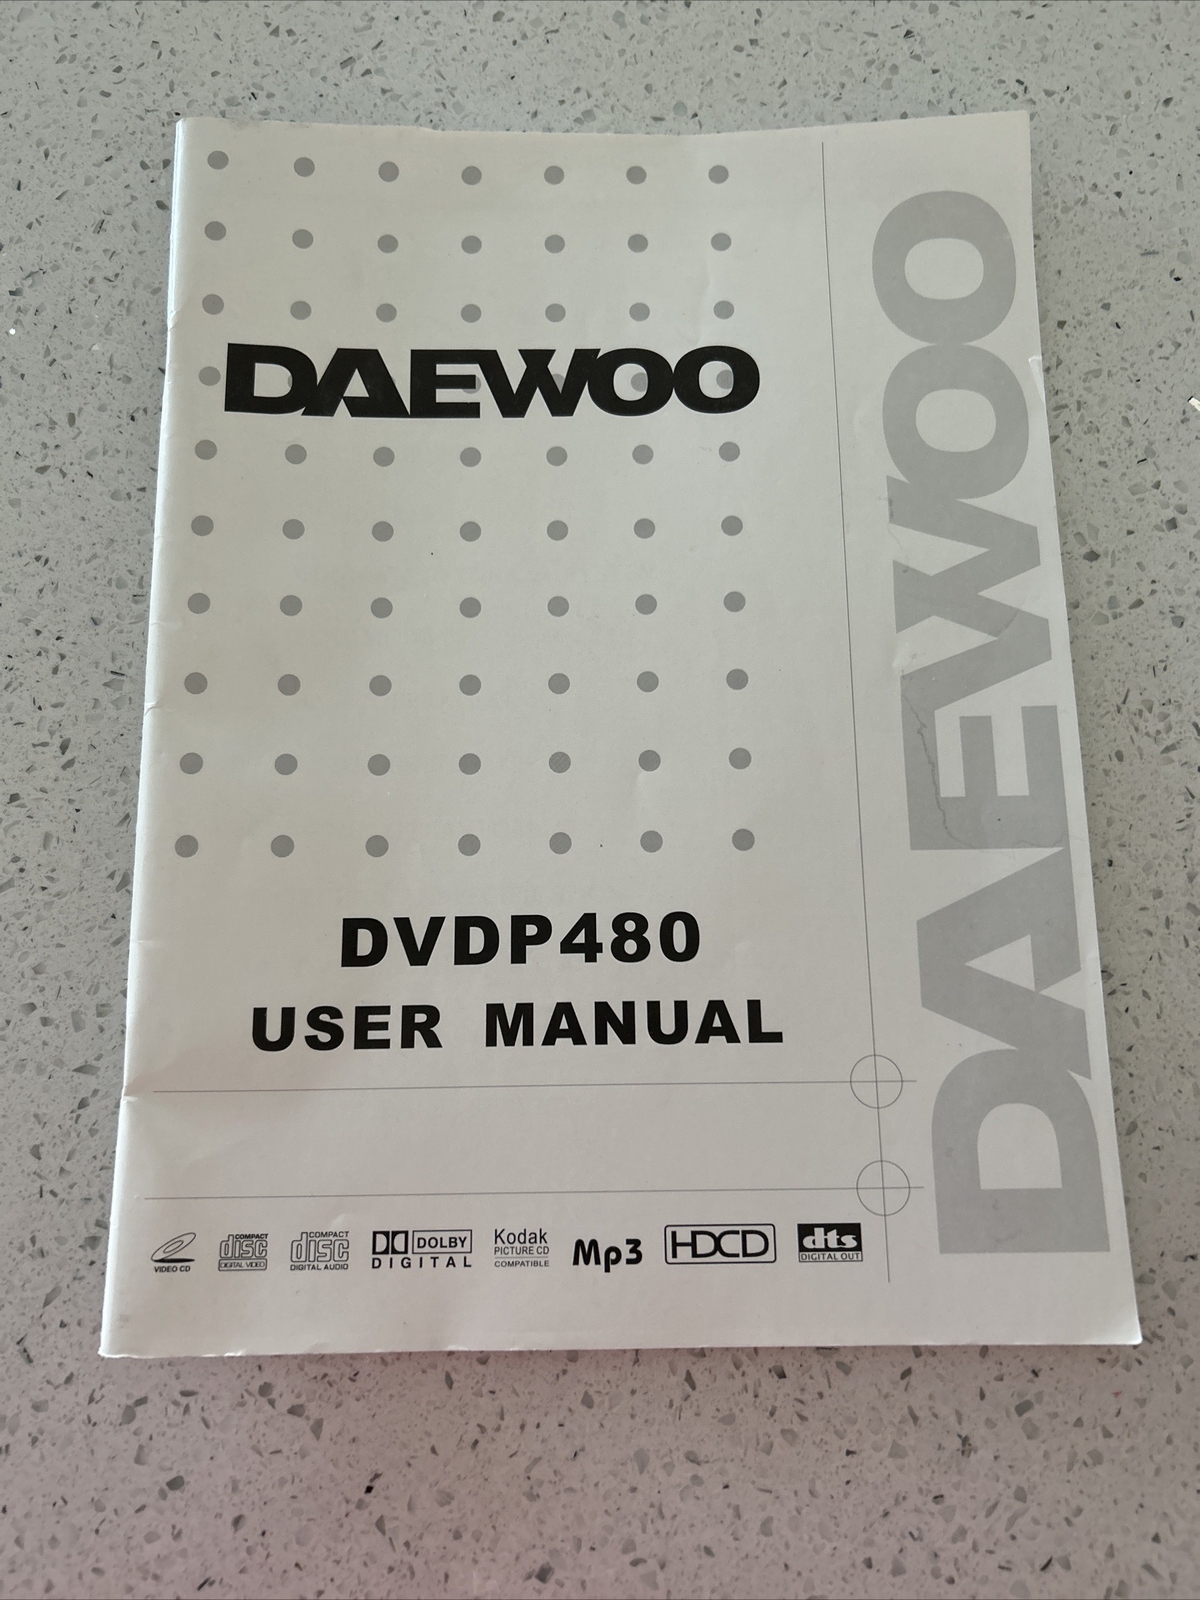 DAEWOO
DAEWOO
DVDP480
USER MANUAL
VIDEO CD
COMPACT
disc
DIGITAL VIDEO
COMPACT
disc
DIGITAL AUDIO
DOLBY
DIGITAL
Kodak
PICTURE CD
COMPATIBLE
Mp3
HDCD
dts
DIGITAL OUT